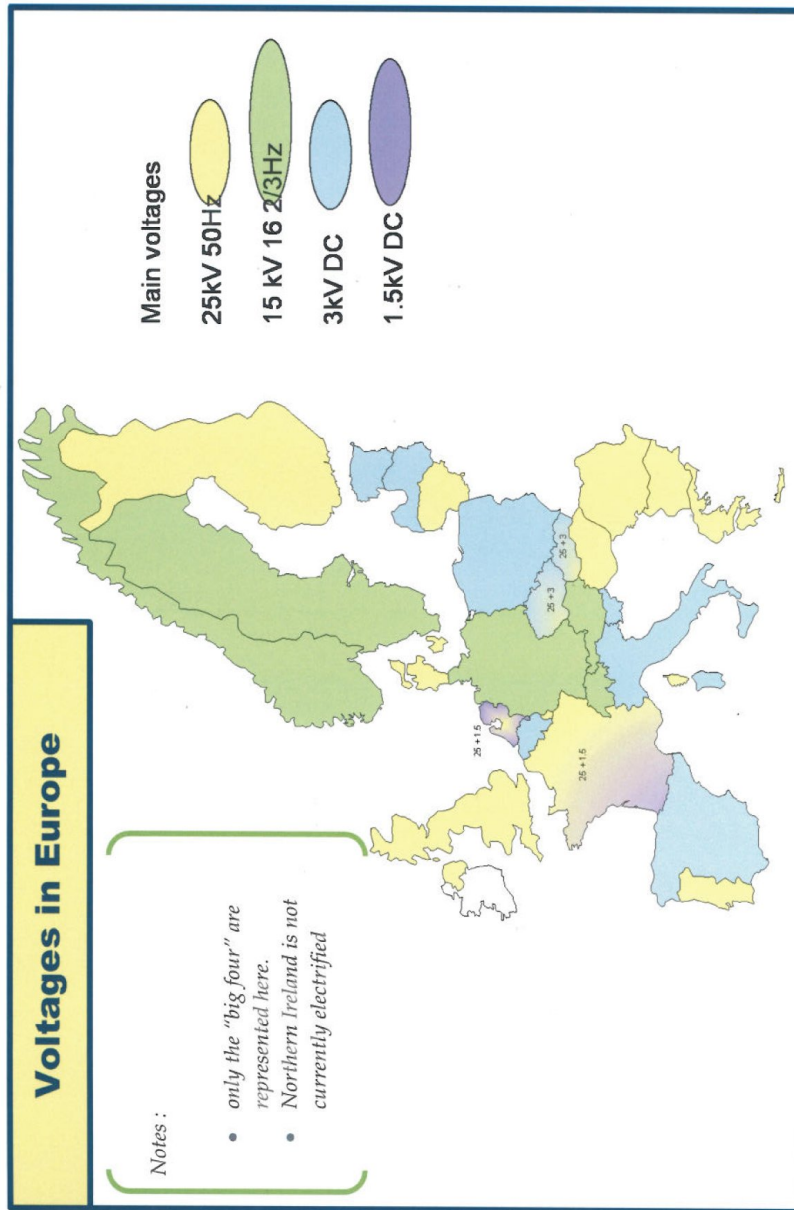 Voltages in Europe
Notes :
• only the "big four" are
represented here.
• Northern Ireland is not
currently electrified
Main voltages
25kV 50Hz
15 kV 16 2/3Hz
3kV DC
1.5kV DC
25 +1.5
25 +1.5
25 +3
25 +3